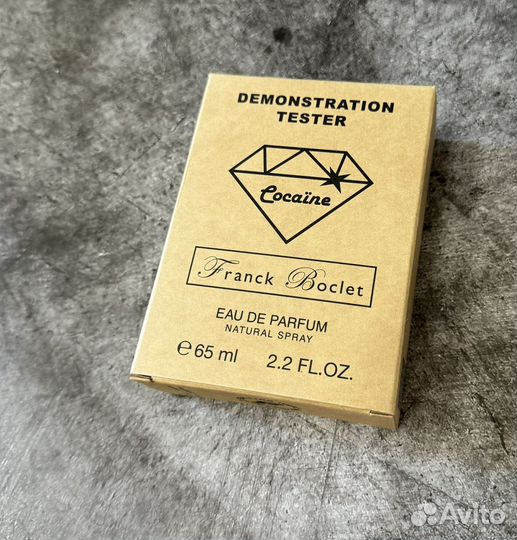 DEMONSTRATION
TESTER
Cocaïne
Franck Boclet
EAU DE PARFUM
NATURAL SPRAY
e 65 ml 2.2 FL.OZ.
Avito